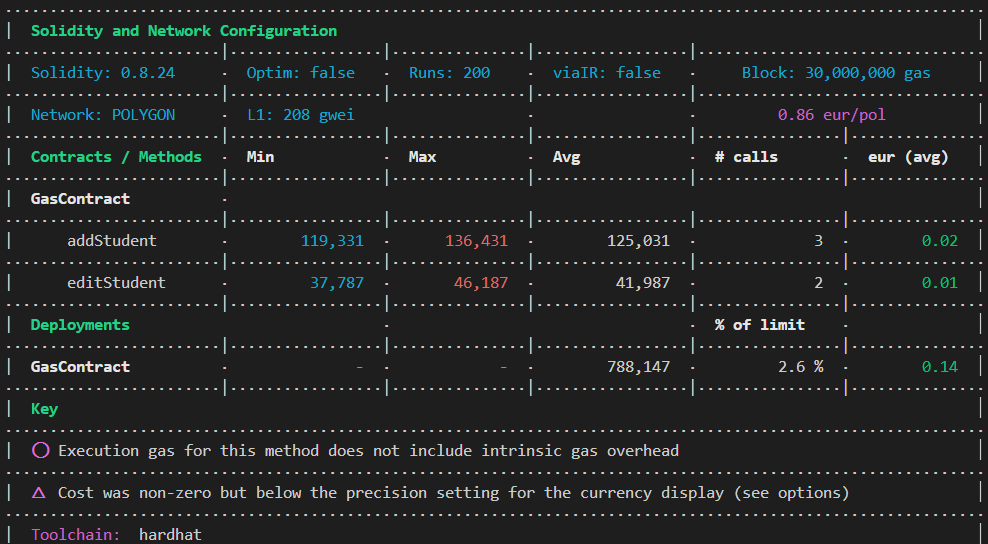 Solidity and Network Configuration
Solidity: 0.8.24 · Optim: false · Runs: 200 · viaIR: false · Block: 30,000,000 gas
Network: POLYGON · L1: 208 gwei · · 0.86 eur/pol
Contracts / Methods · Min · Max · Avg · # calls · eur (avg)
GasContract ·
addStudent · 119,331 · 136,431 · 125,031 · 3 · 0.02
editStudent · 37,787 · 46,187 · 41,987 · 2 · 0.01
Deployments · · % of limit ·
GasContract · - · - · 788,147 · 2.6 % · 0.14
Key
◯ Execution gas for this method does not include intrinsic gas overhead
△ Cost was non-zero but below the precision setting for the currency display (see options)
Toolchain: hardhat